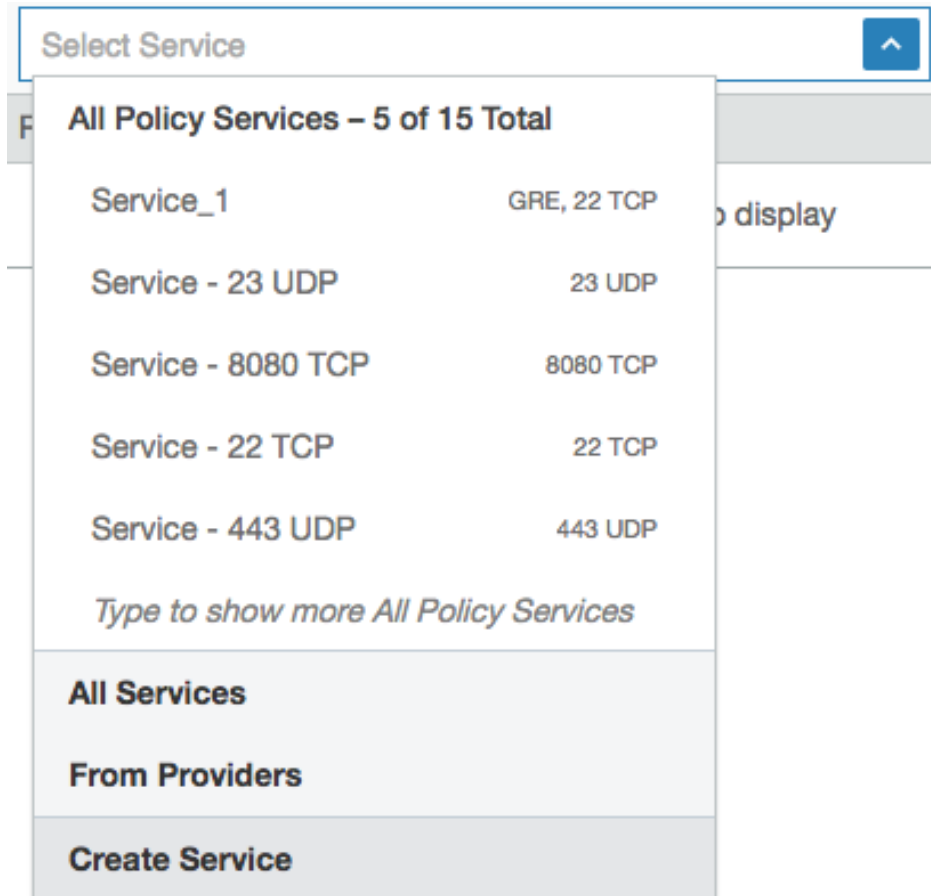 Select Service
All Policy Services – 5 of 15 Total
Service_1 GRE, 22 TCP
display
Service - 23 UDP 23 UDP
Service - 8080 TCP 8080 TCP
Service - 22 TCP 22 TCP
Service - 443 UDP 443 UDP
Type to show more All Policy Services
All Services
From Providers
Create Service